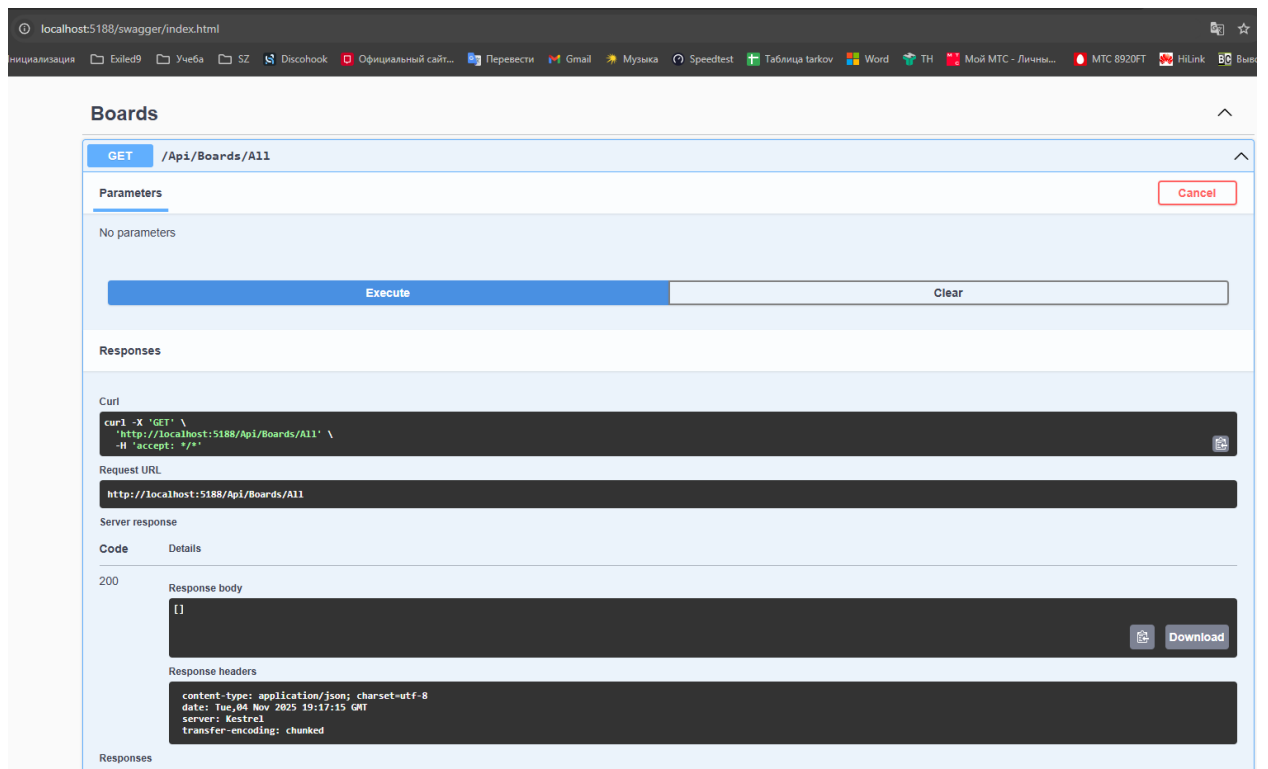 localhost:5188/swagger/index.html
Инициализация Exiled9 Учеба SZ Discohook Официальный сайт... Перевести Gmail Музыка Speedtest Таблица tarkov Word TH Мой МТС - Личны... МТС 8920FT HiLink
Boards
GET /Api/Boards/All
Parameters Cancel
No parameters
Execute Clear
Responses
Curl
curl -X 'GET' \
'http://localhost:5188/Api/Boards/All' \
-H 'accept: */*'
Request URL
http://localhost:5188/Api/Boards/All
Server response
Code Details
200
Response body
[]
Download
Response headers
content-type: application/json; charset=utf-8
date: Tue,04 Nov 2025 19:17:15 GMT
server: Kestrel
transfer-encoding: chunked
Responses